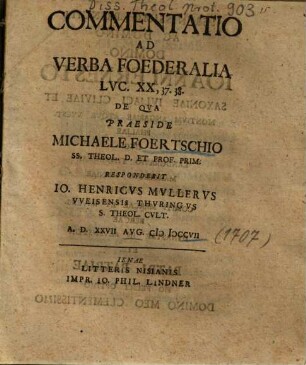 Diss. Theol. prot. 903
COMMENTATIO
AD
VERBA FOEDERALIA
LVC. XX, 37. 38.
DE QVA
PRAESIDE
MICHAELE FOERTSCHIO
SS. THEOL. D. ET PROF. PRIM:
RESPONDEBIT
IO. HENRICVS MVLLERVS
VVEISENSIS THVRINGVS
S. THEOL. CVLT.
A. D. XXVII AVG. cIɔ Iɔccvii
(1707)
IENAE
LITTERIS NISIANIS
IMPR. IO. PHIL. LINDNER